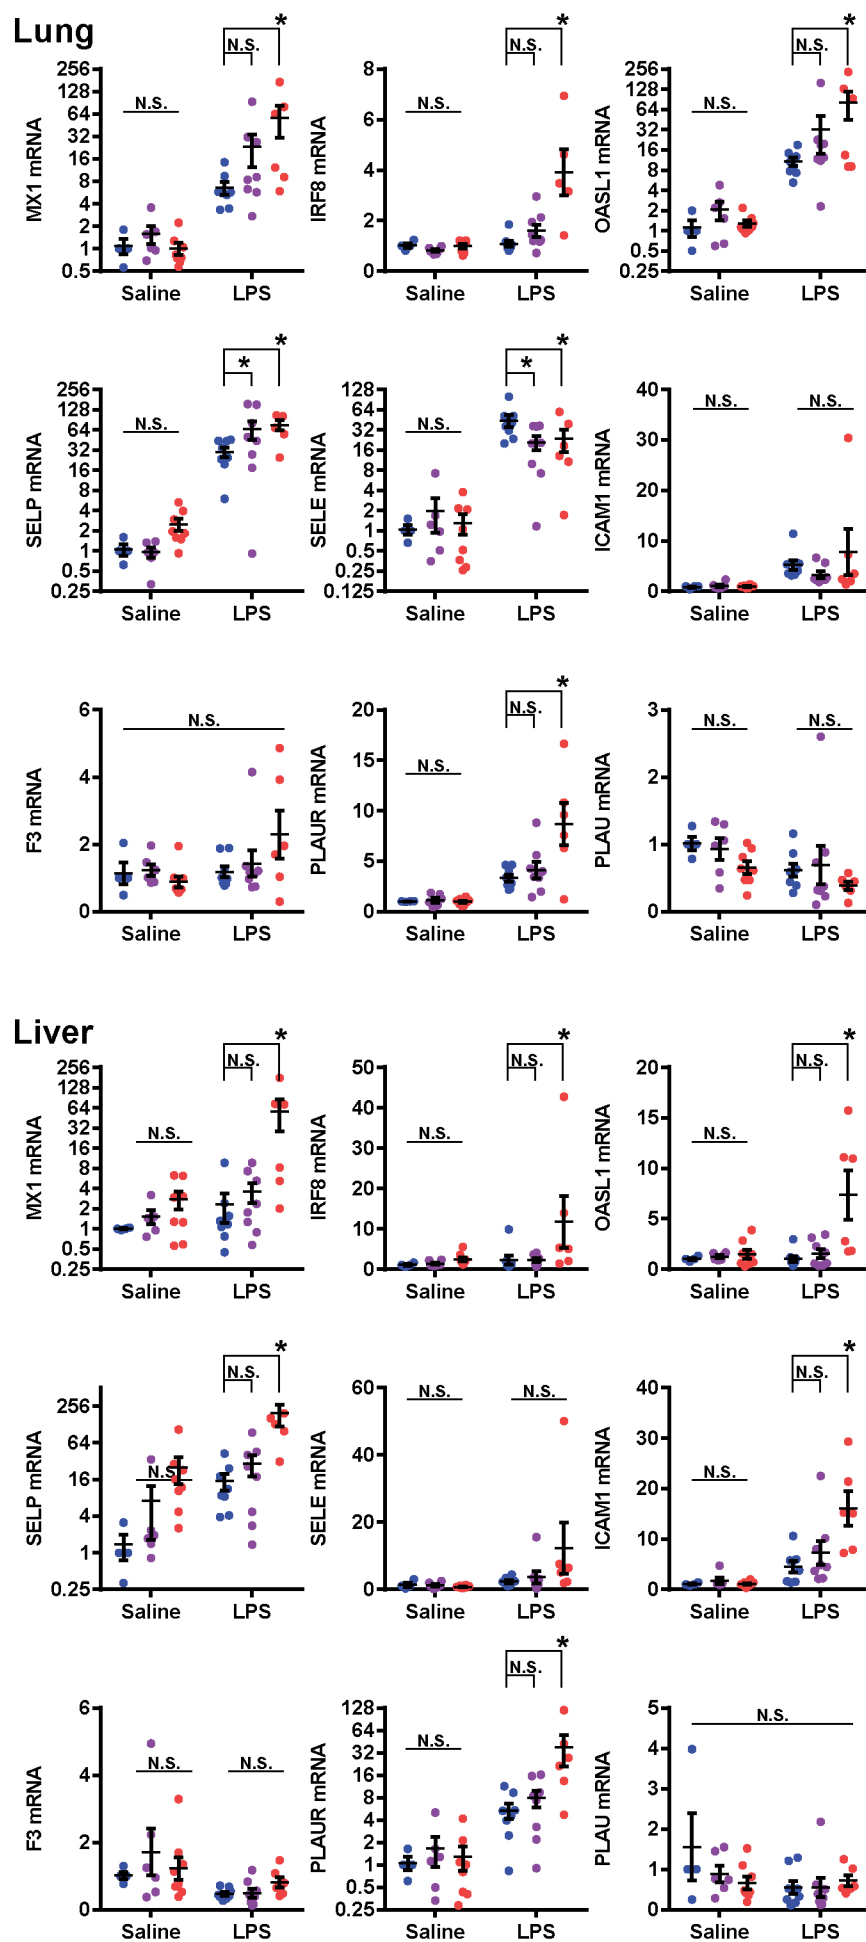 Lung
*
N.S.
N.S.
MX1 mRNA
256
128
64
32
16
8
4
2
1
0.5
Saline
LPS
*
N.S.
N.S.
IRF8 mRNA
8
6
4
2
0
Saline
LPS
*
N.S.
N.S.
OASL1 mRNA
256
128
64
32
16
8
4
2
1
0.5
0.25
Saline
LPS
*
*
N.S.
SELP mRNA
256
128
64
32
16
8
4
2
1
0.5
0.25
Saline
LPS
*
*
N.S.
SELE mRNA
128
64
32
16
8
4
2
1
0.5
0.25
0.125
Saline
LPS
N.S.
N.S.
ICAM1 mRNA
40
30
20
10
0
Saline
LPS
N.S.
F3 mRNA
6
4
2
0
Saline
LPS
*
N.S.
N.S.
PLAUR mRNA
20
15
10
5
0
Saline
LPS
N.S.
N.S.
PLAU mRNA
3
2
1
0
Saline
LPS
Liver
*
N.S.
N.S.
MX1 mRNA
256
128
64
32
16
8
4
2
1
0.5
0.25
Saline
LPS
*
N.S.
N.S.
IRF8 mRNA
50
40
30
20
10
0
Saline
LPS
*
N.S.
N.S.
OASL1 mRNA
20
15
10
5
0
Saline
LPS
*
N.S.
N.S.
SELP mRNA
256
64
16
4
1
0.25
Saline
LPS
N.S.
N.S.
SELE mRNA
60
40
20
0
Saline
LPS
*
N.S.
N.S.
ICAM1 mRNA
40
30
20
10
0
Saline
LPS
N.S.
N.S.
F3 mRNA
6
4
2
0
Saline
LPS
*
N.S.
N.S.
PLAUR mRNA
128
64
32
16
8
4
2
1
0.5
0.25
Saline
LPS
N.S.
PLAU mRNA
5
4
3
2
1
0
Saline
LPS